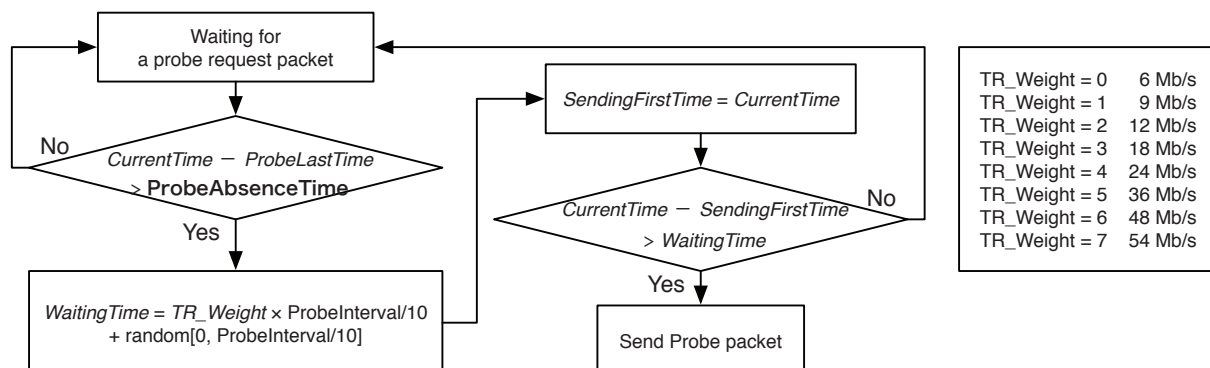 Waiting for
a probe request packet
No
CurrentTime − ProbeLastTime
> ProbeAbsenceTime
Yes
WaitingTime = TR_Weight × ProbeInterval/10
+ random[0, ProbeInterval/10]
SendingFirstTime = CurrentTime
No
CurrentTime − SendingFirstTime
> WaitingTime
Yes
Send Probe packet
TR_Weight = 0 6 Mb/s
TR_Weight = 1 9 Mb/s
TR_Weight = 2 12 Mb/s
TR_Weight = 3 18 Mb/s
TR_Weight = 4 24 Mb/s
TR_Weight = 5 36 Mb/s
TR_Weight = 6 48 Mb/s
TR_Weight = 7 54 Mb/s